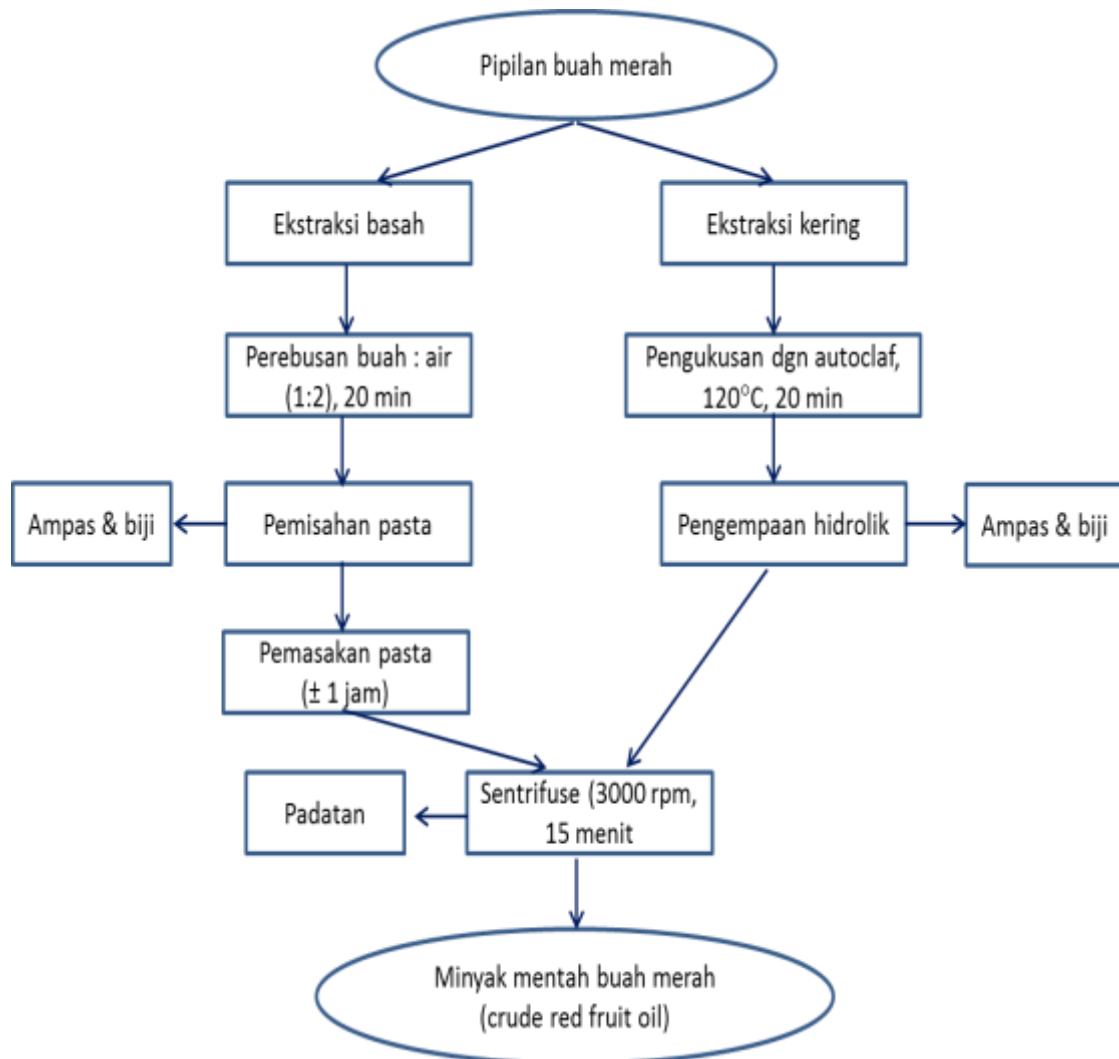 Pipilan buah merah
Ekstraksi basah
Ekstraksi kering
Perebusan buah : air
(1:2), 20 min
Pengukusan dgn autoclaf,
120°C, 20 min
Ampas & biji
Pemisahan pasta
Pengempaan hidrolik
Ampas & biji
Pemasakan pasta
(± 1 jam)
Padatan
Sentrifuse (3000 rpm,
15 menit
Minyak mentah buah merah
(crude red fruit oil)